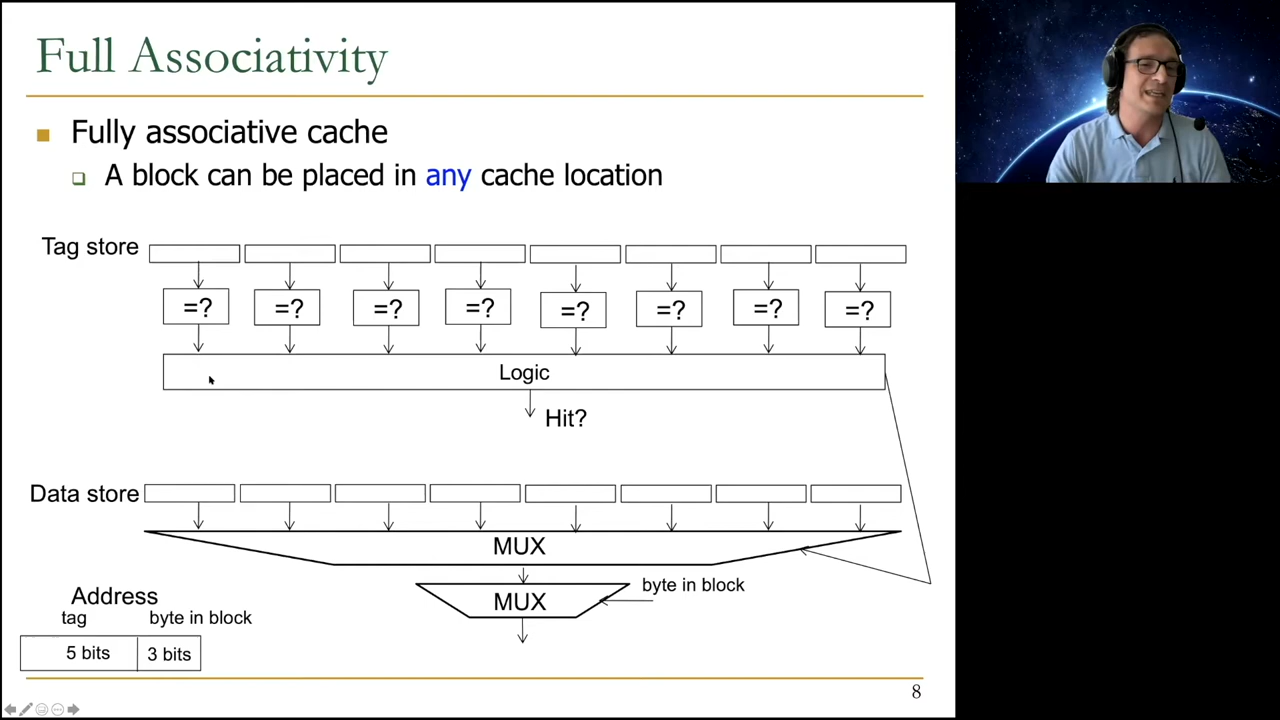 Full Associativity
Fully associative cache
A block can be placed in any cache location
Tag store
=? =? =? =? =? =? =? =?
Logic
Hit?
Data store
MUX
MUX
byte in block
Address
tag byte in block
5 bits 3 bits
8